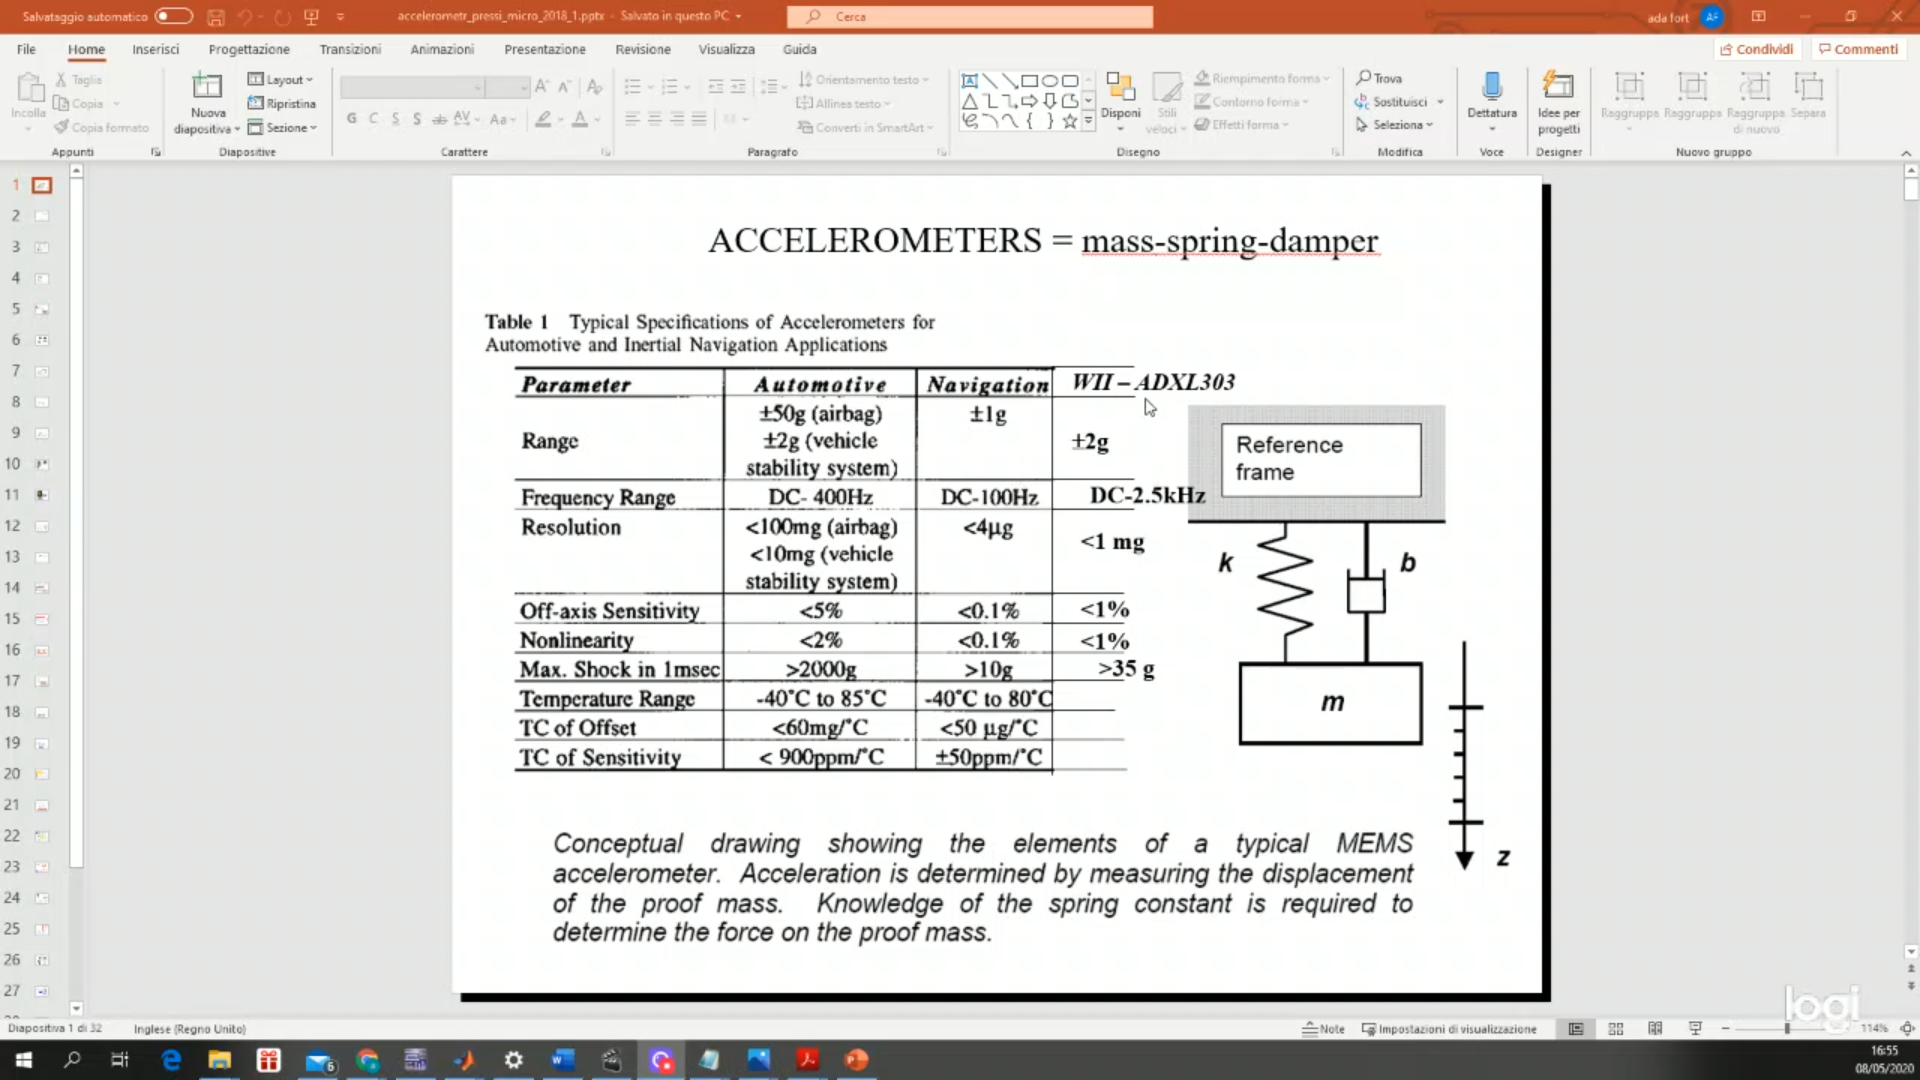 Salvataggio automatico
accelerometr_pressi_micro_2018_1.pptx - Salvato in questo PC
Cerca
ada fort
AF
File Home Inserisci Progettazione Transizioni Animazioni Presentazione Revisione Visualizza Guida
Condividi Commenti
Incolla
Taglia
Copia
Copia formato
Appunti
Nuova
diapositiva
Layout
Ripristina
Sezione
Diapositive
G C S S ab AV Aa A
Carattere
Orientamento testo
Allinea testo
Converti in SmartArt
Paragrafo
Disponi
Stili
veloci
Riempimento forma
Contorno forma
Effetti forma
Disegno
Trova
Sostituisci
Seleziona
Modifica
Dettatura
Voce
Idee per
progetti
Designer
Raggruppa Raggruppa Raggruppa Separa
di nuovo
Nuovo gruppo
1
2
3
4
5
6
7
8
9
10
11
12
13
14
15
16
17
18
19
20
21
22
23
24
25
26
27
ACCELEROMETERS = mass-spring-damper
Table 1 Typical Specifications of Accelerometers for
Automotive and Inertial Navigation Applications
Parameter Automotive Navigation WII – ADXL303
Range ±50g (airbag) ±1g
±2g (vehicle ±2g
stability system)
Frequency Range DC- 400Hz DC-100Hz DC-2.5kHz
Resolution <100mg (airbag) <4µg <1 mg
<10mg (vehicle
stability system)
Off-axis Sensitivity <5% <0.1% <1%
Nonlinearity <2% <0.1% <1%
Max. Shock in 1msec >2000g >10g >35 g
Temperature Range -40˚C to 85˚C -40˚C to 80˚C
TC of Offset <60mg/˚C <50 µg/˚C
TC of Sensitivity < 900ppm/˚C ±50ppm/˚C
Reference
frame
k
b
m
z
Conceptual drawing showing the elements of a typical MEMS
accelerometer. Acceleration is determined by measuring the displacement
of the proof mass. Knowledge of the spring constant is required to
determine the force on the proof mass.
logi
Diapositiva 1 di 32 Inglese (Regno Unito)
Note Impostazioni di visualizzazione 114%
6
16:55
08/05/2020